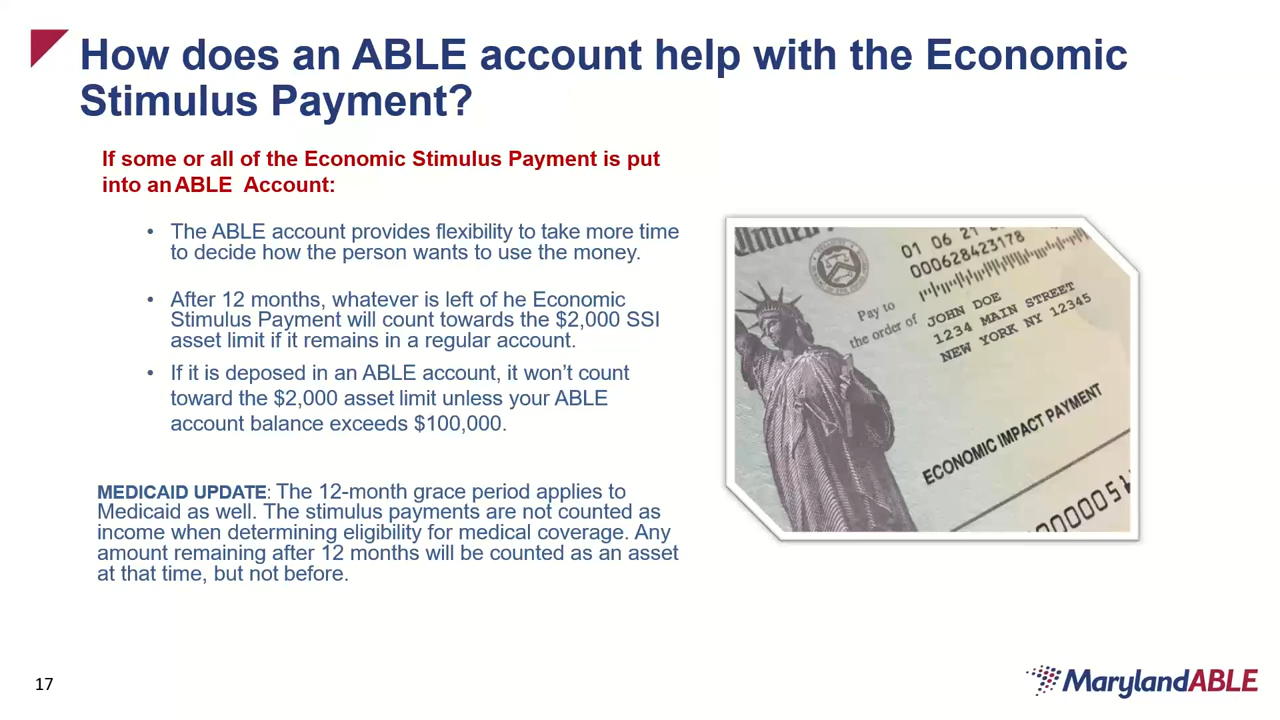 How does an ABLE account help with the Economic
Stimulus Payment?
If some or all of the Economic Stimulus Payment is put
into an ABLE Account:
• The ABLE account provides flexibility to take more time
to decide how the person wants to use the money.
• After 12 months, whatever is left of he Economic
Stimulus Payment will count towards the $2,000 SSI
asset limit if it remains in a regular account.
• If it is deposed in an ABLE account, it won’t count
toward the $2,000 asset limit unless your ABLE
account balance exceeds $100,000.
MEDICAID UPDATE: The 12-month grace period applies to
Medicaid as well. The stimulus payments are not counted as
income when determining eligibility for medical coverage. Any
amount remaining after 12 months will be counted as an asset
at that time, but not before.
01 06 21
000628423178
Pay to
the order of
JOHN DOE
1234 MAIN STREET
NEW YORK NY 12345
ECONOMIC IMPACT PAYMENT
17
MarylandABLE